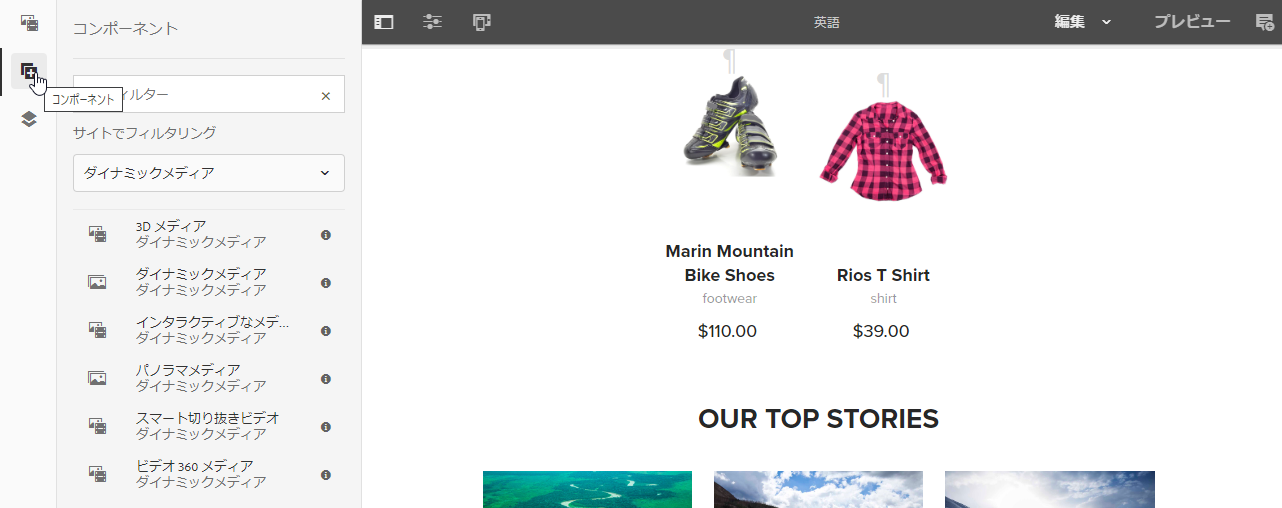 コンポーネント
英語
編集
プレビュー
ィルター
コンポーネント
サイトでフィルタリング
ダイナミックメディア
3D メディア
ダイナミックメディア
ダイナミックメディア
ダイナミックメディア
インタラクティブなメデ...
ダイナミックメディア
パノラマメディア
ダイナミックメディア
スマート切り抜きビデオ
ダイナミックメディア
ビデオ 360 メディア
ダイナミックメディア
Marin Mountain
Bike Shoes
footwear
$110.00
Rios T Shirt
shirt
$39.00
OUR TOP STORIES